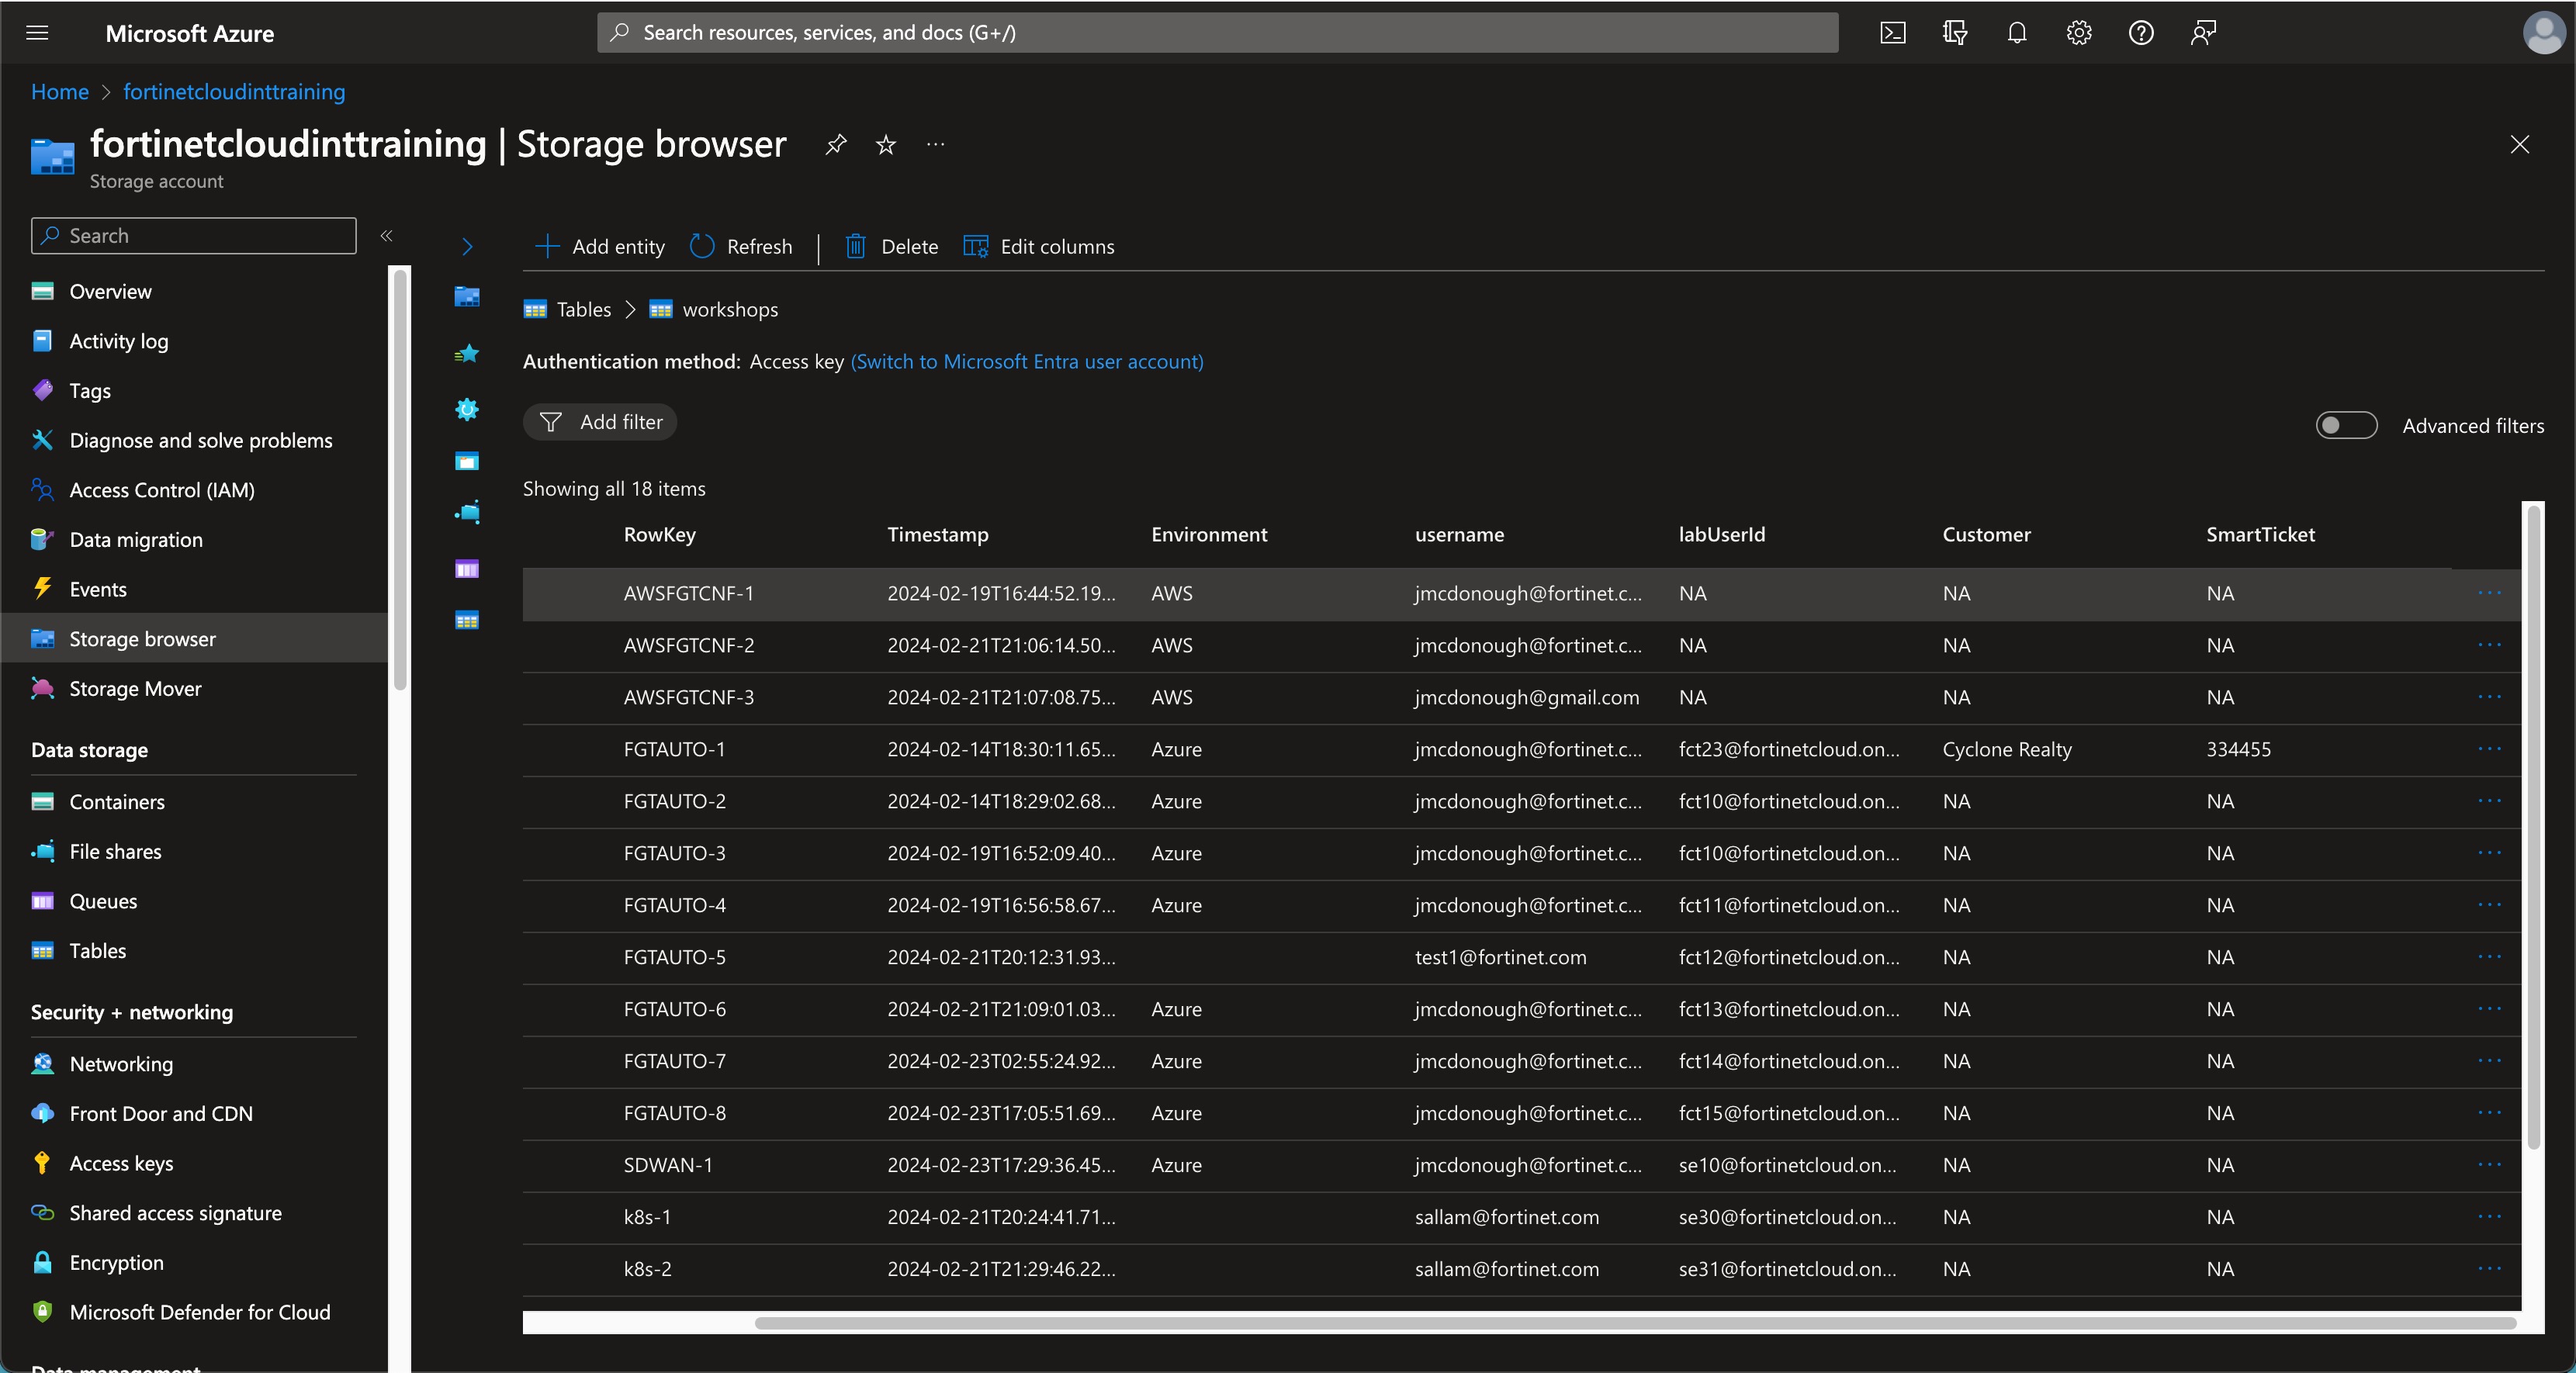 Microsoft Azure
Search resources, services, and docs (G+/)
Home > fortinetcloudinttraining
fortinetcloudinttraining | Storage browser
Storage account
Search
Overview
Activity log
Tags
Diagnose and solve problems
Access Control (IAM)
Data migration
Events
Storage browser
Storage Mover
Data storage
Containers
File shares
Queues
Tables
Security + networking
Networking
Front Door and CDN
Access keys
Shared access signature
Encryption
Microsoft Defender for Cloud
Data management
Add entity Refresh Delete Edit columns
Tables > workshops
Authentication method: Access key (Switch to Microsoft Entra user account)
Add filter
Advanced filters
Showing all 18 items
RowKey Timestamp Environment username labUserId Customer SmartTicket
AWSFGTCNF-1 2024-02-19T16:44:52.19... AWS jmcdonough@fortinet.c... NA NA NA
AWSFGTCNF-2 2024-02-21T21:06:14.50... AWS jmcdonough@fortinet.c... NA NA NA
AWSFGTCNF-3 2024-02-21T21:07:08.75... AWS jmcdonough@gmail.com NA NA NA
FGTAUTO-1 2024-02-14T18:30:11.65... Azure jmcdonough@fortinet.c... fct23@fortinetcloud.on... Cyclone Realty 334455
FGTAUTO-2 2024-02-14T18:29:02.68... Azure jmcdonough@fortinet.c... fct10@fortinetcloud.on... NA NA
FGTAUTO-3 2024-02-19T16:52:09.40... Azure jmcdonough@fortinet.c... fct10@fortinetcloud.on... NA NA
FGTAUTO-4 2024-02-19T16:56:58.67... Azure jmcdonough@fortinet.c... fct11@fortinetcloud.on... NA NA
FGTAUTO-5 2024-02-21T20:12:31.93... test1@fortinet.com fct12@fortinetcloud.on... NA NA
FGTAUTO-6 2024-02-21T21:09:01.03... Azure jmcdonough@fortinet.c... fct13@fortinetcloud.on... NA NA
FGTAUTO-7 2024-02-23T02:55:24.92... Azure jmcdonough@fortinet.c... fct14@fortinetcloud.on... NA NA
FGTAUTO-8 2024-02-23T17:05:51.69... Azure jmcdonough@fortinet.c... fct15@fortinetcloud.on... NA NA
SDWAN-1 2024-02-23T17:29:36.45... Azure jmcdonough@fortinet.c... se10@fortinetcloud.on... NA NA
k8s-1 2024-02-21T20:24:41.71... sallam@fortinet.com se30@fortinetcloud.on... NA NA
k8s-2 2024-02-21T21:29:46.22... sallam@fortinet.com se31@fortinetcloud.on... NA NA